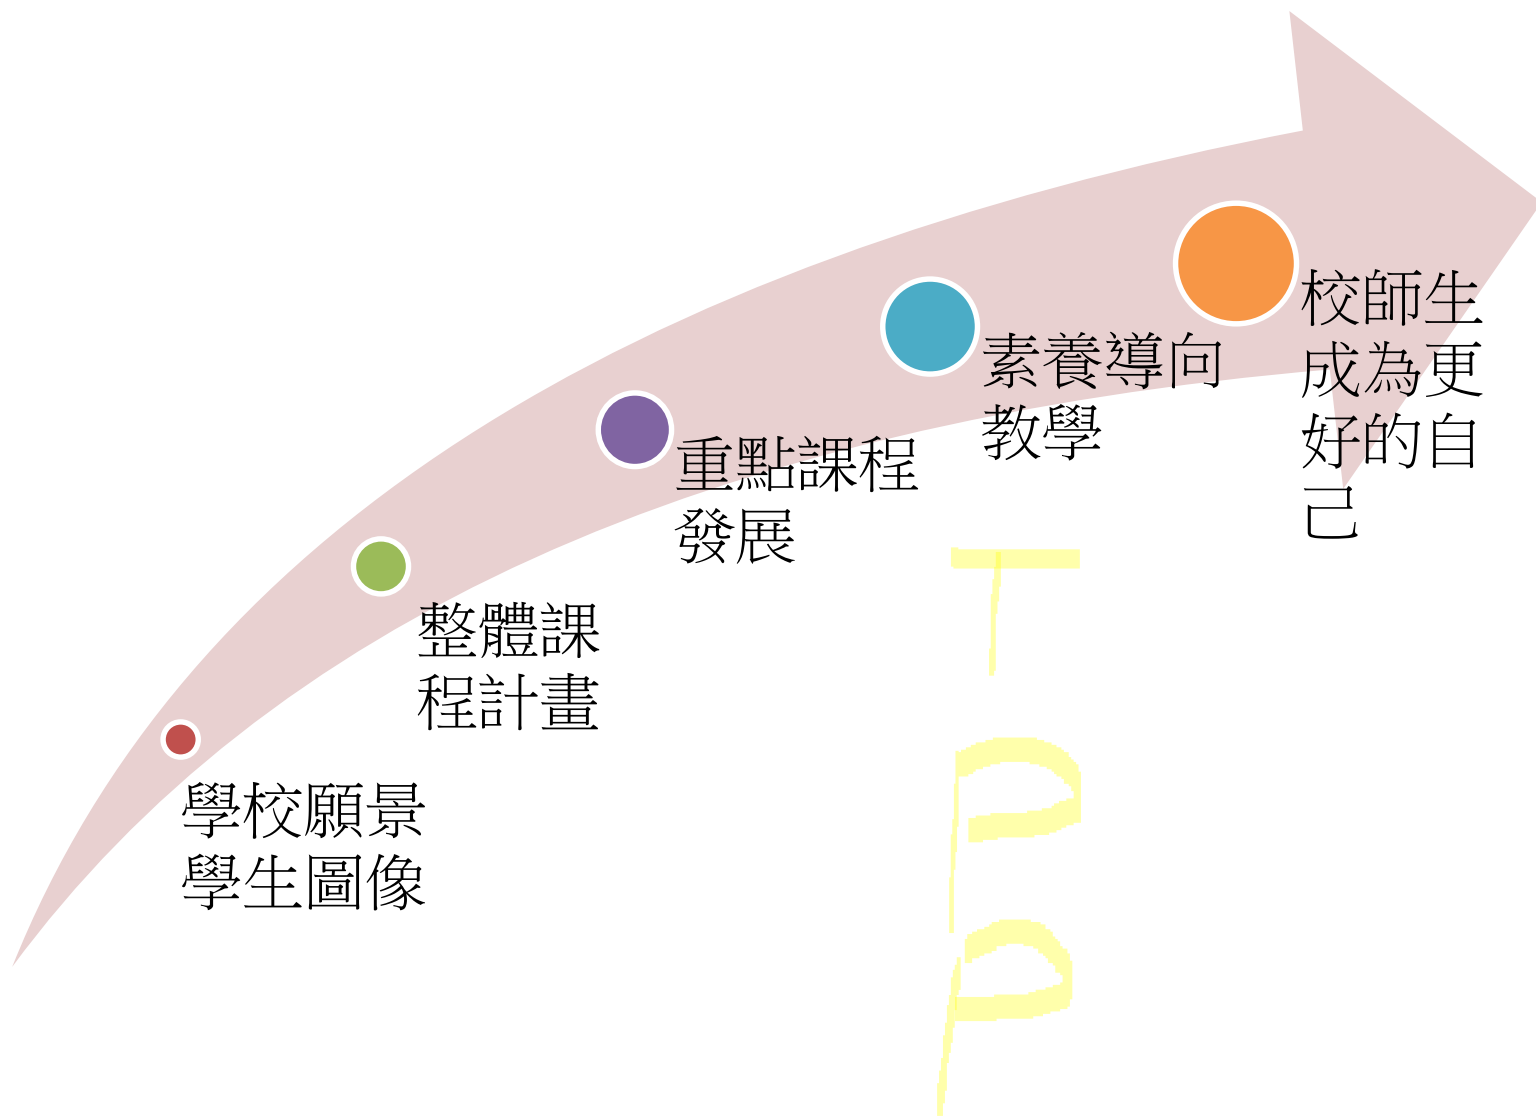 學校願景
學生圖像
整體課
程計畫
重點課程
發展
素養導向
教學
校師生
成為更
好的自
己
T
P
P